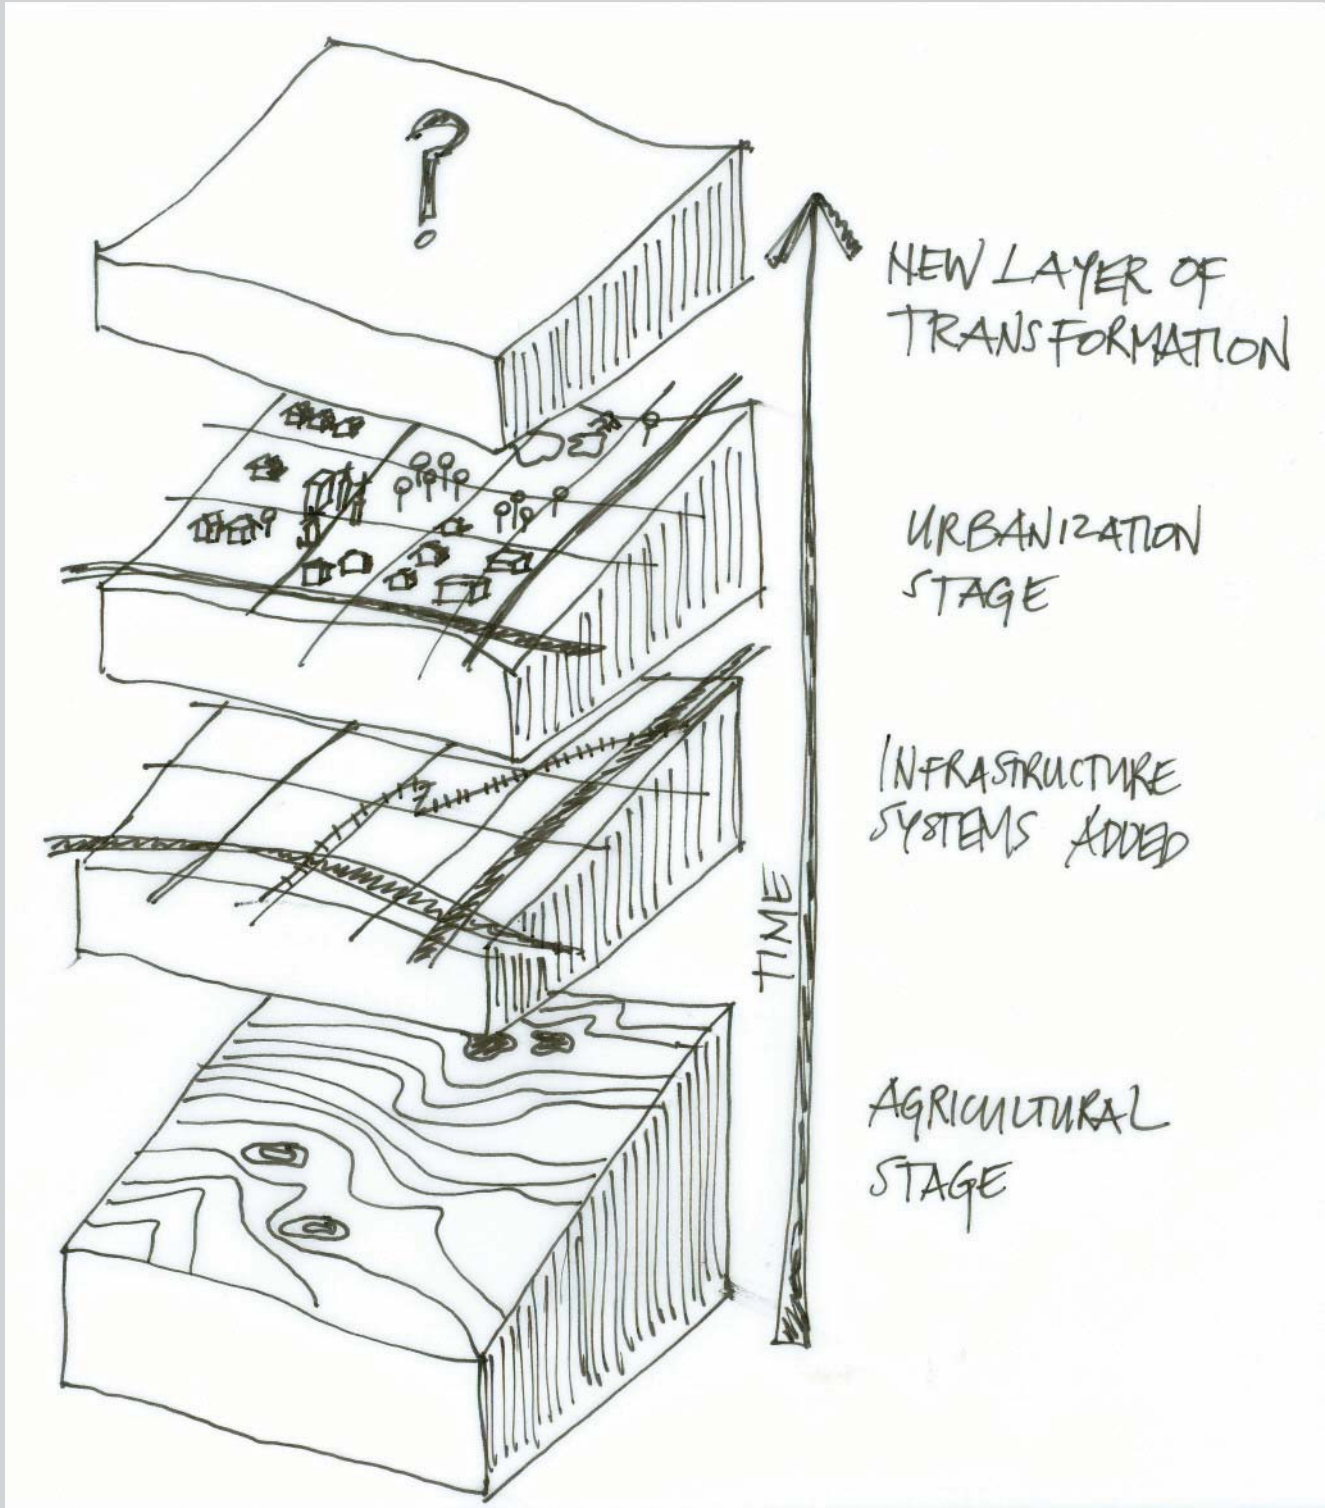 ?
NEW LAYER OF
TRANSFORMATION
URBANIZATION
STAGE
INFRASTRUCTURE
SYSTEMS ADDED
TIME
AGRICULTURAL
STAGE